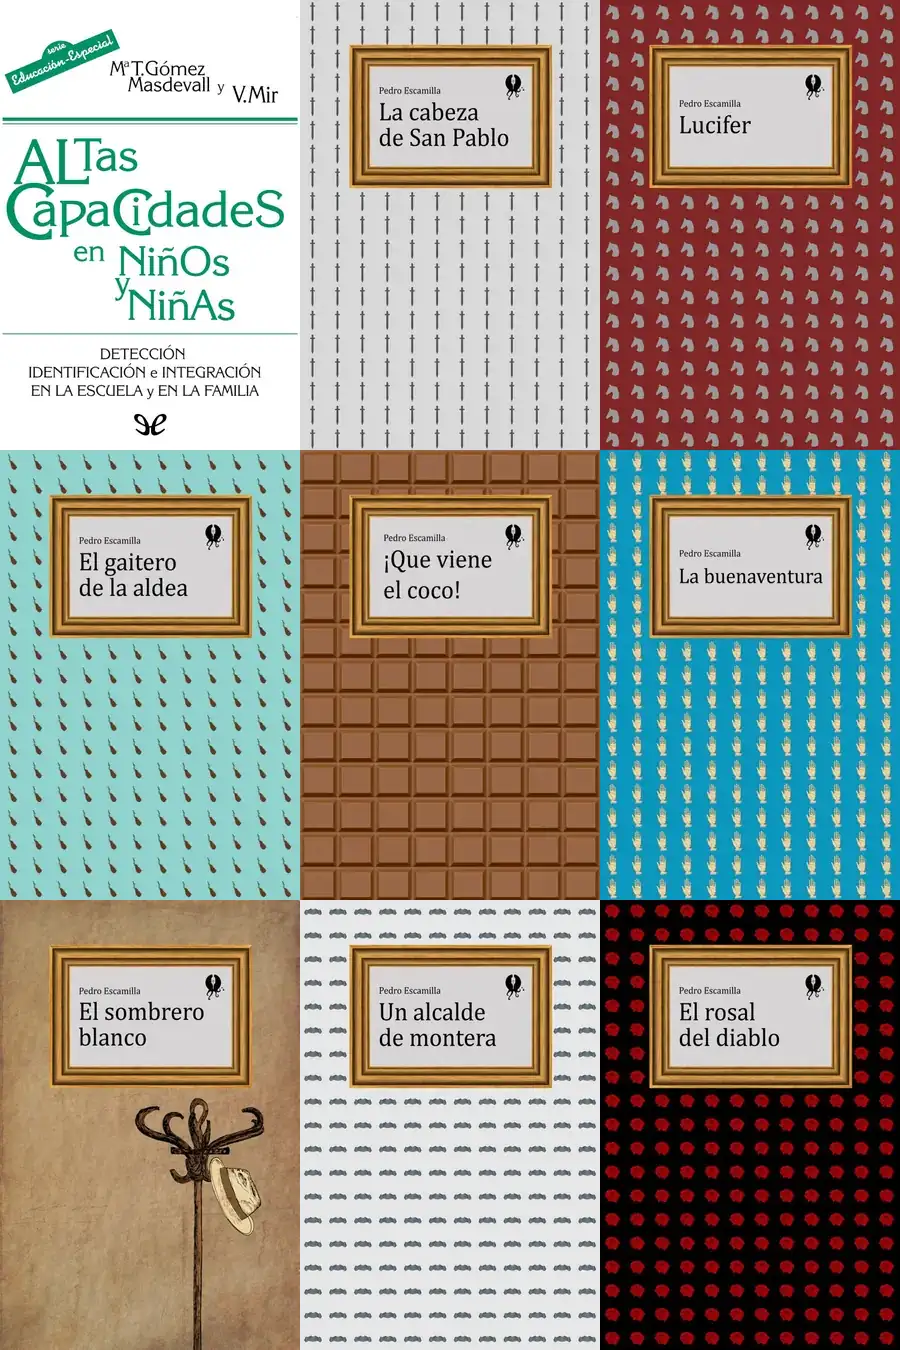 serie
Educación-Especial
Mª T. Gómez
Masdevall y V. Mir
ALTas
CapaCidadeS
en NiñOs
y
NiñAs
DETECCIÓN
IDENTIFICACIÓN e INTEGRACIÓN
EN LA ESCUELA y EN LA FAMILIA
Pedro Escamilla
La cabeza
de San Pablo
Pedro Escamilla
Lucifer
Pedro Escamilla
El gaitero
de la aldea
Pedro Escamilla
¡Que viene
el coco!
Pedro Escamilla
La buenaventura
Pedro Escamilla
El sombrero
blanco
Pedro Escamilla
Un alcalde
de montera
Pedro Escamilla
El rosal
del diablo